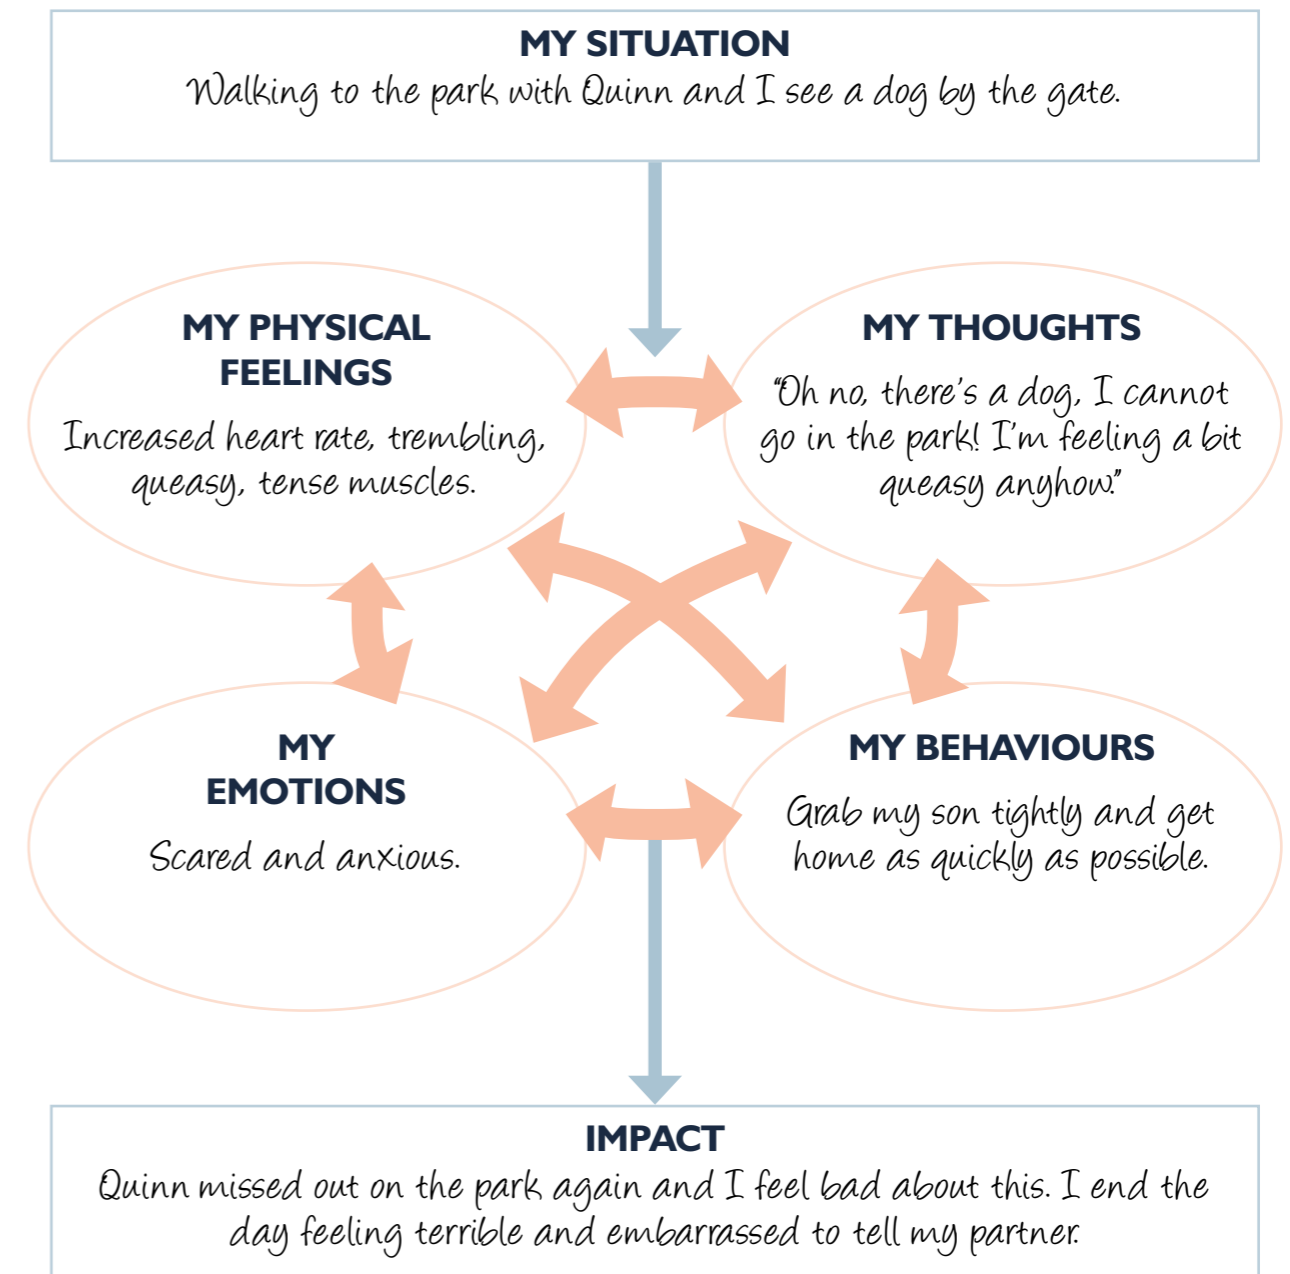 MY SITUATION
Walking to the park with Quinn and I see a dog by the gate.
MY PHYSICAL
FEELINGS
Increased heart rate, trembling,
queasy, tense muscles.
MY THOUGHTS
“Oh no, there’s a dog, I cannot
go in the park! I’m feeling a bit
queasy anyhow.”
MY
EMOTIONS
Scared and anxious.
MY BEHAVIOURS
Grab my son tightly and get
home as quickly as possible.
IMPACT
Quinn missed out on the park again and I feel bad about this. I end the
day feeling terrible and embarrassed to tell my partner.